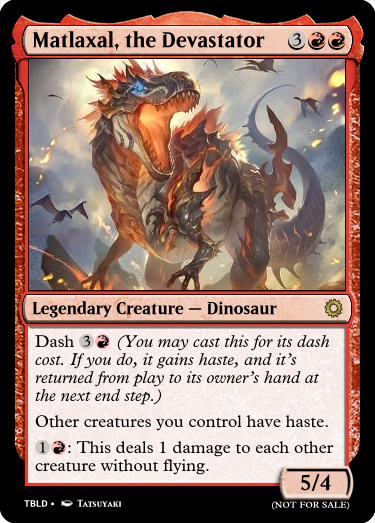 Matlaxal, the Devastator 3
Legendary Creature — Dinosaur
Dash 3 (You may cast this for its dash
cost. If you do, it gains haste, and it's
returned from play to its owner's hand at
the next end step.)
Other creatures you control have haste.
1 : This deals 1 damage to each other
creature without flying.
5/4
TBLD • Tatsuyaki
(NOT FOR SALE)